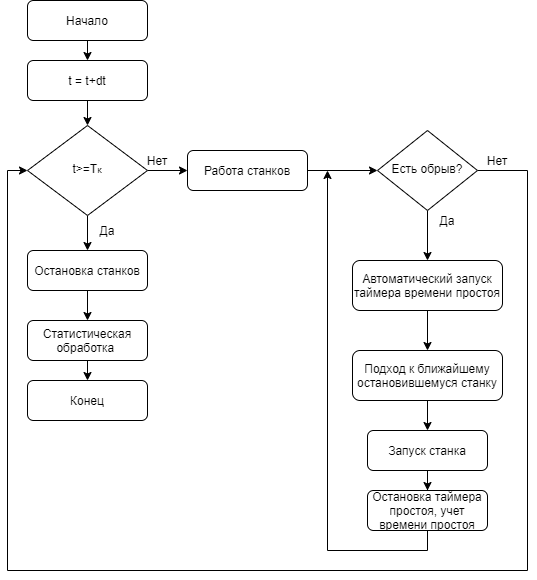 Начало
t = t+dt
t>=Tк
Нет
Работа станков
Есть обрыв?
Нет
Да
Да
Остановка станков
Автоматический запуск
таймера времени простоя
Статистическая
обработка
Подход к ближайшему
остановившемуся станку
Конец
Запуск станка
Остановка таймера
простоя, учет
времени простоя